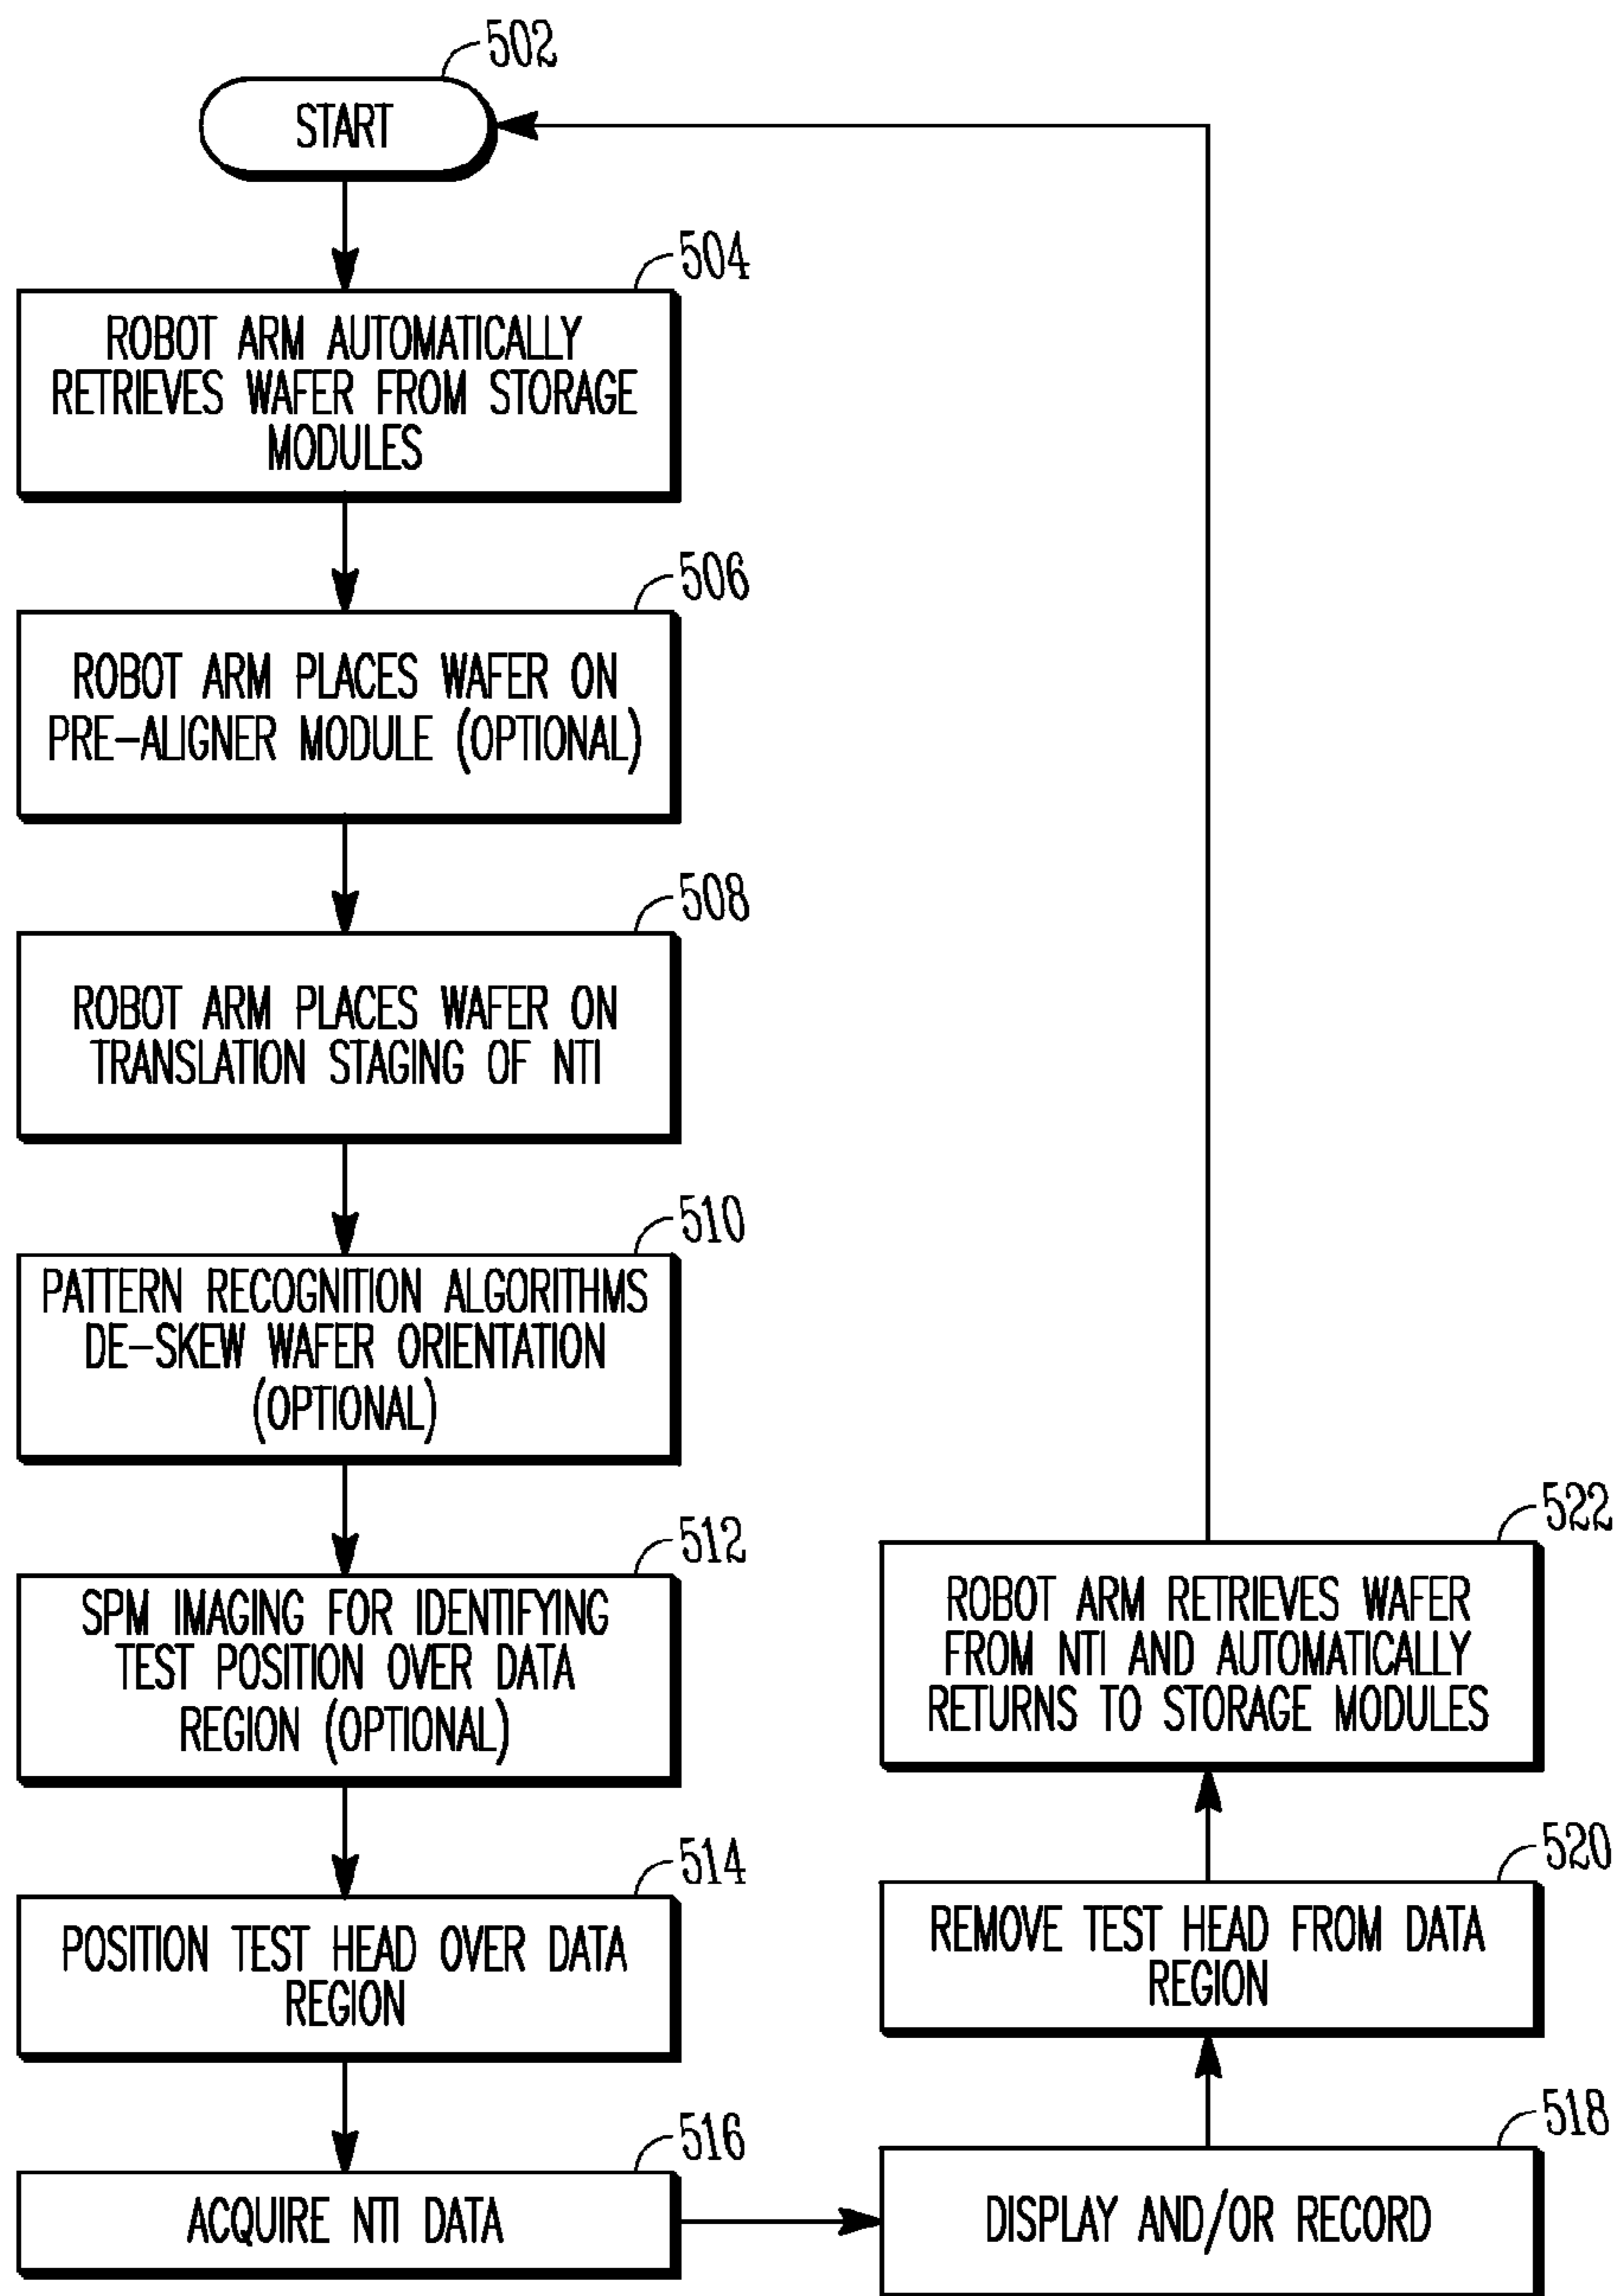 502
START
504
ROBOT ARM AUTOMATICALLY
RETRIEVES WAFER FROM STORAGE
MODULES
506
ROBOT ARM PLACES WAFER ON
PRE-ALIGNER MODULE (OPTIONAL)
508
ROBOT ARM PLACES WAFER ON
TRANSLATION STAGING OF NTI
510
PATTERN RECOGNITION ALGORITHMS
DE-SKEW WAFER ORIENTATION
(OPTIONAL)
512
SPM IMAGING FOR IDENTIFYING
TEST POSITION OVER DATA
REGION (OPTIONAL)
514
POSITION TEST HEAD OVER DATA
REGION
516
ACQUIRE NTI DATA
518
DISPLAY AND/OR RECORD
520
REMOVE TEST HEAD FROM DATA
REGION
522
ROBOT ARM RETRIEVES WAFER
FROM NTI AND AUTOMATICALLY
RETURNS TO STORAGE MODULES